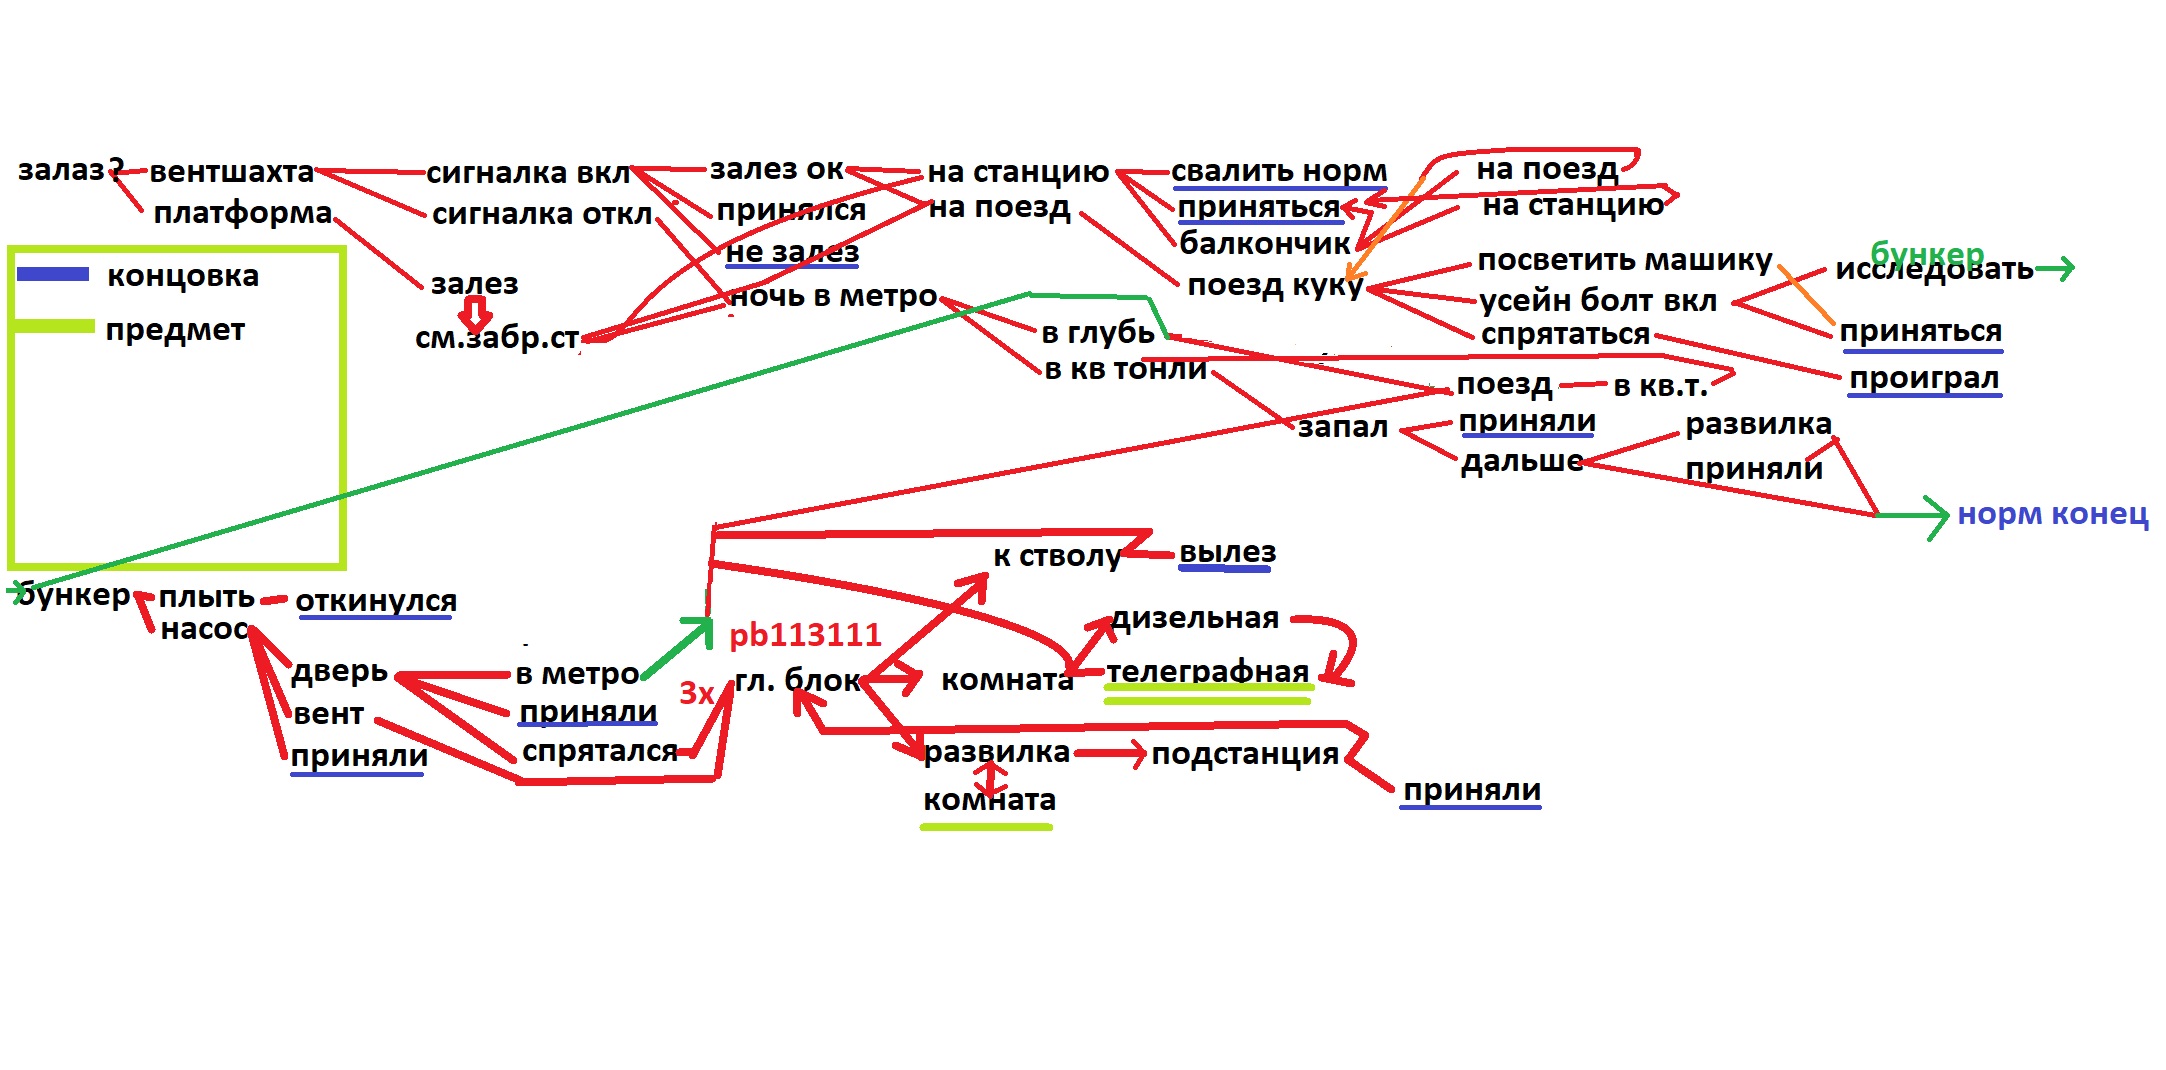 залаз?
вентшахта
платформа
сигналка вкл
сигналка откл
залез
см.забр.ст
залез ок
принялся
не залез
ночь в метро
на станцию
на поезд
свалить норм
приняться
балкончик
поезд куку
на поезд
на станцию
посветить машику
усейн болт вкл
спрятаться
бункер
исследовать
приняться
проиграл
концовка
предмет
в глубь
в кв тонли
поезд
в кв.т.
запал
приняли
дальше
развилка
приняли
норм конец
бункер
плыть
откинулся
насос
дверь
вент
приняли
в метро
приняли
спрятался
pb113111
3x
гл. блок
к стволу
вылез
комната
дизельная
телеграфная
развилка
подстанция
комната
приняли